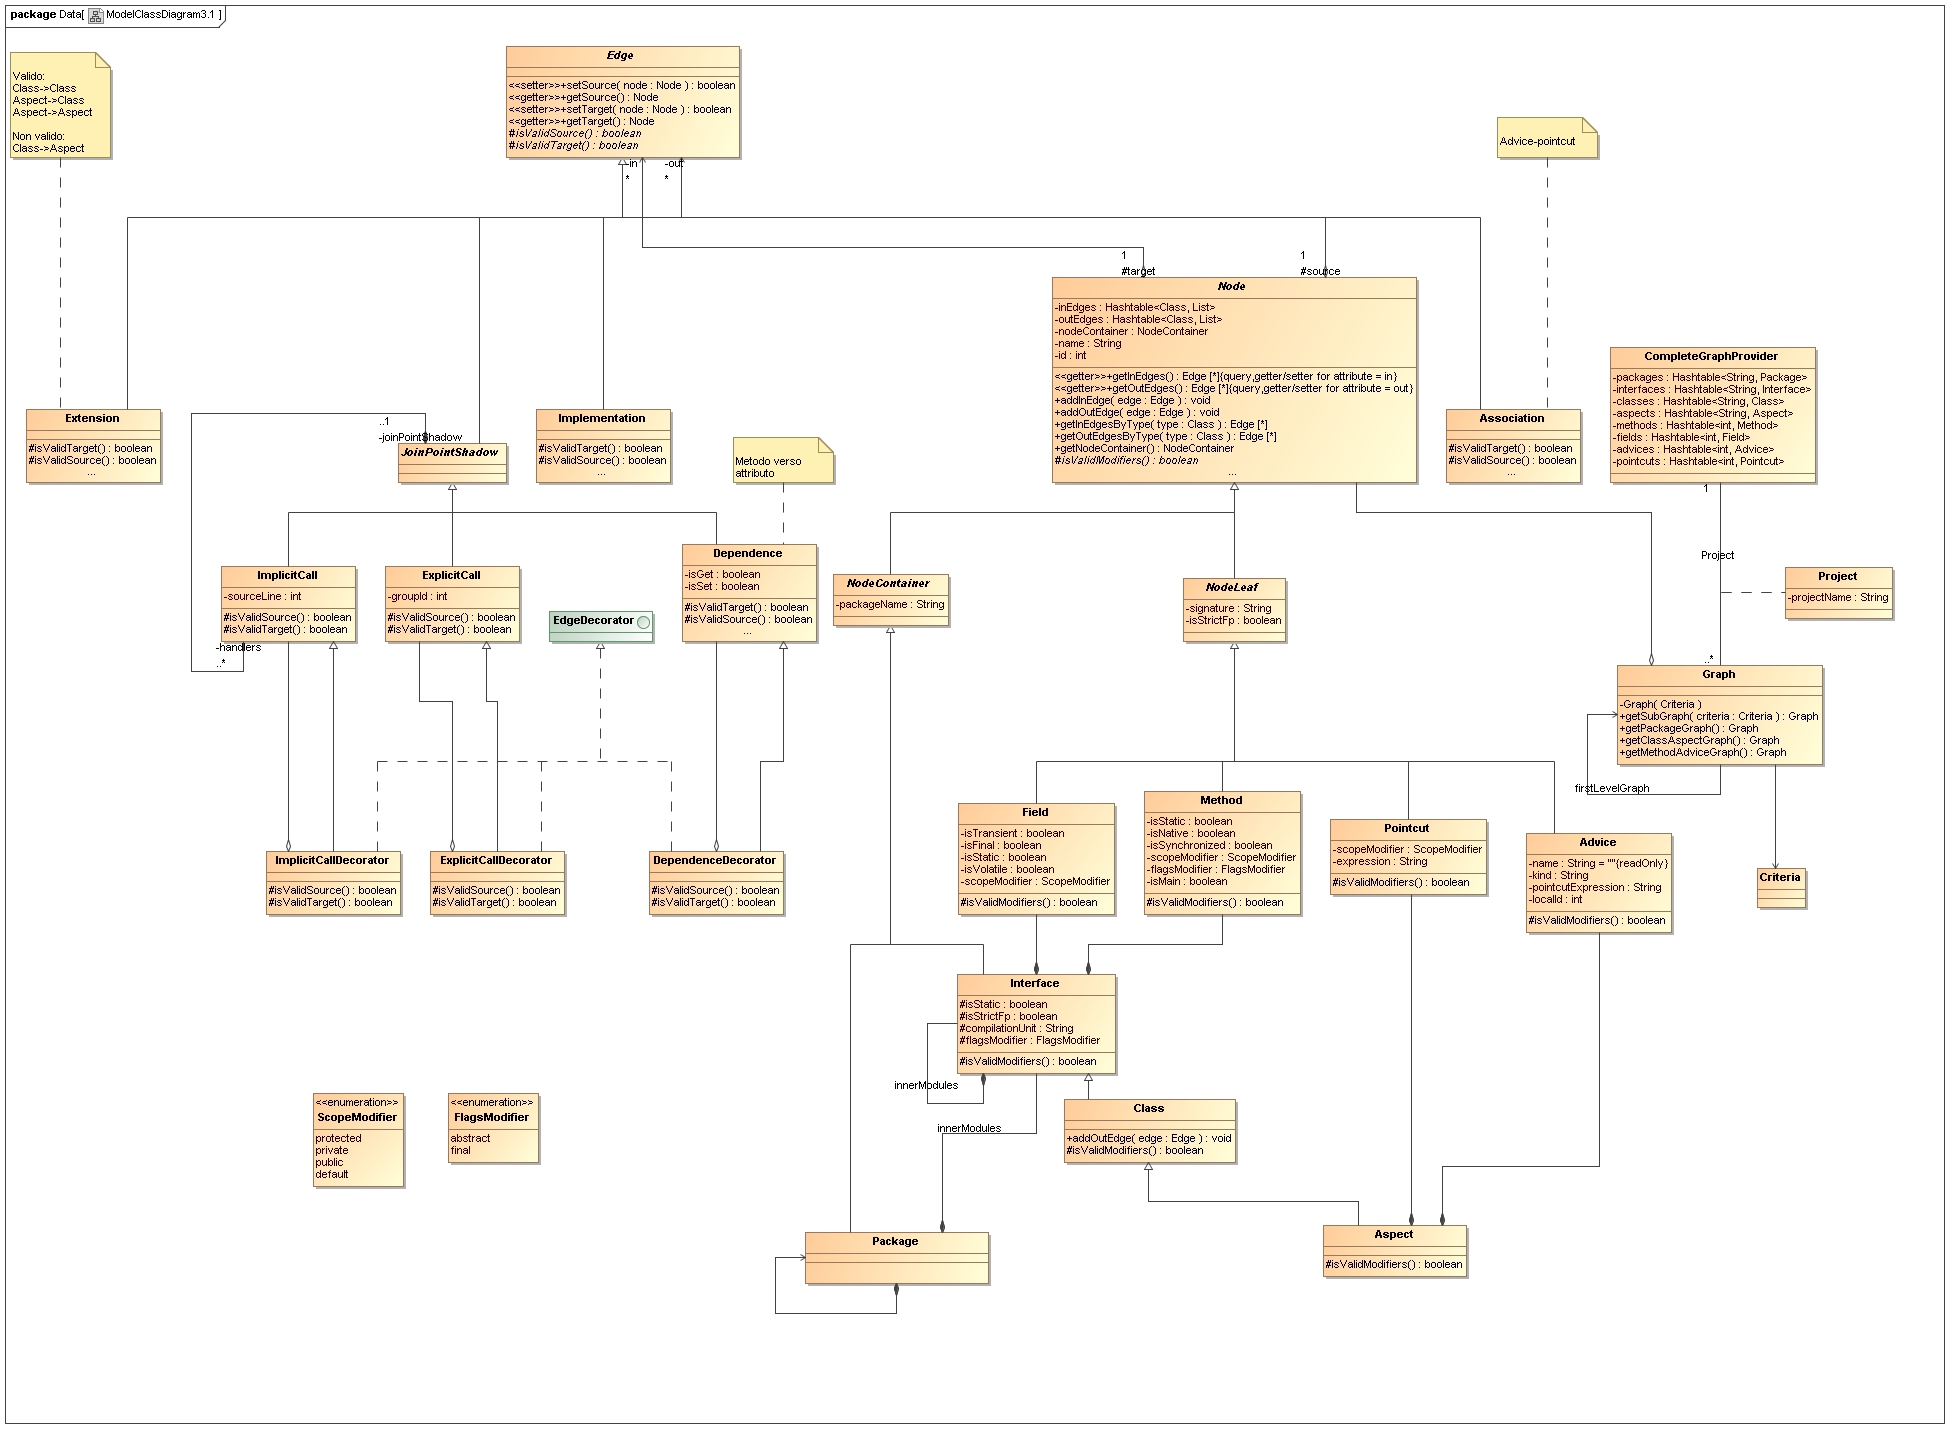 package Data[ ModelClassDiagram3.1 ]
Valido:
Class->Class
Aspect->Class
Aspect->Aspect
Non valido:
Class->Aspect
Edge
<<setter>>+setSource( node : Node ) : boolean
<<getter>>+getSource() : Node
<<setter>>+setTarget( node : Node ) : boolean
<<getter>>+getTarget() : Node
#isValidSource() : boolean
#isValidTarget() : boolean
-in
*
-out
*
Advice-pointcut
1
#target
1
#source
Node
-inEdges : Hashtable<Class, List>
-outEdges : Hashtable<Class, List>
-nodeContainer : NodeContainer
-name : String
-id : int
<<getter>>+getInEdges() : Edge [*]{query,getter/setter for attribute = in}
<<getter>>+getOutEdges() : Edge [*]{query,getter/setter for attribute = out}
+addInEdge( edge : Edge ) : void
+addOutEdge( edge : Edge ) : void
+getInEdgesByType( type : Class ) : Edge [*]
+getOutEdgesByType( type : Class ) : Edge [*]
+getNodeContainer() : NodeContainer
#isValidModifiers() : boolean
...
CompleteGraphProvider
-packages : Hashtable<String, Package>
-interfaces : Hashtable<String, Interface>
-classes : Hashtable<String, Class>
-aspects : Hashtable<String, Aspect>
-methods : Hashtable<int, Method>
-fields : Hashtable<int, Field>
-advices : Hashtable<int, Advice>
-pointcuts : Hashtable<int, Pointcut>
1
Extension
#isValidTarget() : boolean
#isValidSource() : boolean
...
..1
-joinPointShadow
JoinPointShadow
Implementation
#isValidTarget() : boolean
#isValidSource() : boolean
...
Metodo verso
attributo
Association
#isValidTarget() : boolean
#isValidSource() : boolean
...
Project
Project
-projectName : String
..*
ImplicitCall
-sourceLine : int
#isValidSource() : boolean
#isValidTarget() : boolean
-handlers
..*
ExplicitCall
-groupId : int
#isValidSource() : boolean
#isValidTarget() : boolean
EdgeDecorator
Dependence
-isGet : boolean
-isSet : boolean
#isValidTarget() : boolean
#isValidSource() : boolean
...
NodeContainer
-packageName : String
NodeLeaf
-signature : String
-isStrictFp : boolean
Graph
-Graph( Criteria )
+getSubGraph( criteria : Criteria ) : Graph
+getPackageGraph() : Graph
+getClassAspectGraph() : Graph
+getMethodAdviceGraph() : Graph
firstLevelGraph
Criteria
ImplicitCallDecorator
#isValidSource() : boolean
#isValidTarget() : boolean
ExplicitCallDecorator
#isValidSource() : boolean
#isValidTarget() : boolean
DependenceDecorator
#isValidSource() : boolean
#isValidTarget() : boolean
Field
-isTransient : boolean
-isFinal : boolean
-isStatic : boolean
-isVolatile : boolean
-scopeModifier : ScopeModifier
#isValidModifiers() : boolean
Method
-isStatic : boolean
-isNative : boolean
-isSynchronized : boolean
-scopeModifier : ScopeModifier
-flagsModifier : FlagsModifier
-isMain : boolean
#isValidModifiers() : boolean
Pointcut
-scopeModifier : ScopeModifier
-expression : String
#isValidModifiers() : boolean
Advice
-name : String = ""{readOnly}
-kind : String
-pointcutExpression : String
-localId : int
#isValidModifiers() : boolean
Interface
#isStatic : boolean
#isStrictFp : boolean
#compilationUnit : String
#flagsModifier : FlagsModifier
#isValidModifiers() : boolean
innerModules
innerModules
<<enumeration>>
ScopeModifier
protected
private
public
default
<<enumeration>>
FlagsModifier
abstract
final
Class
+addOutEdge( edge : Edge ) : void
#isValidModifiers() : boolean
Package
Aspect
#isValidModifiers() : boolean